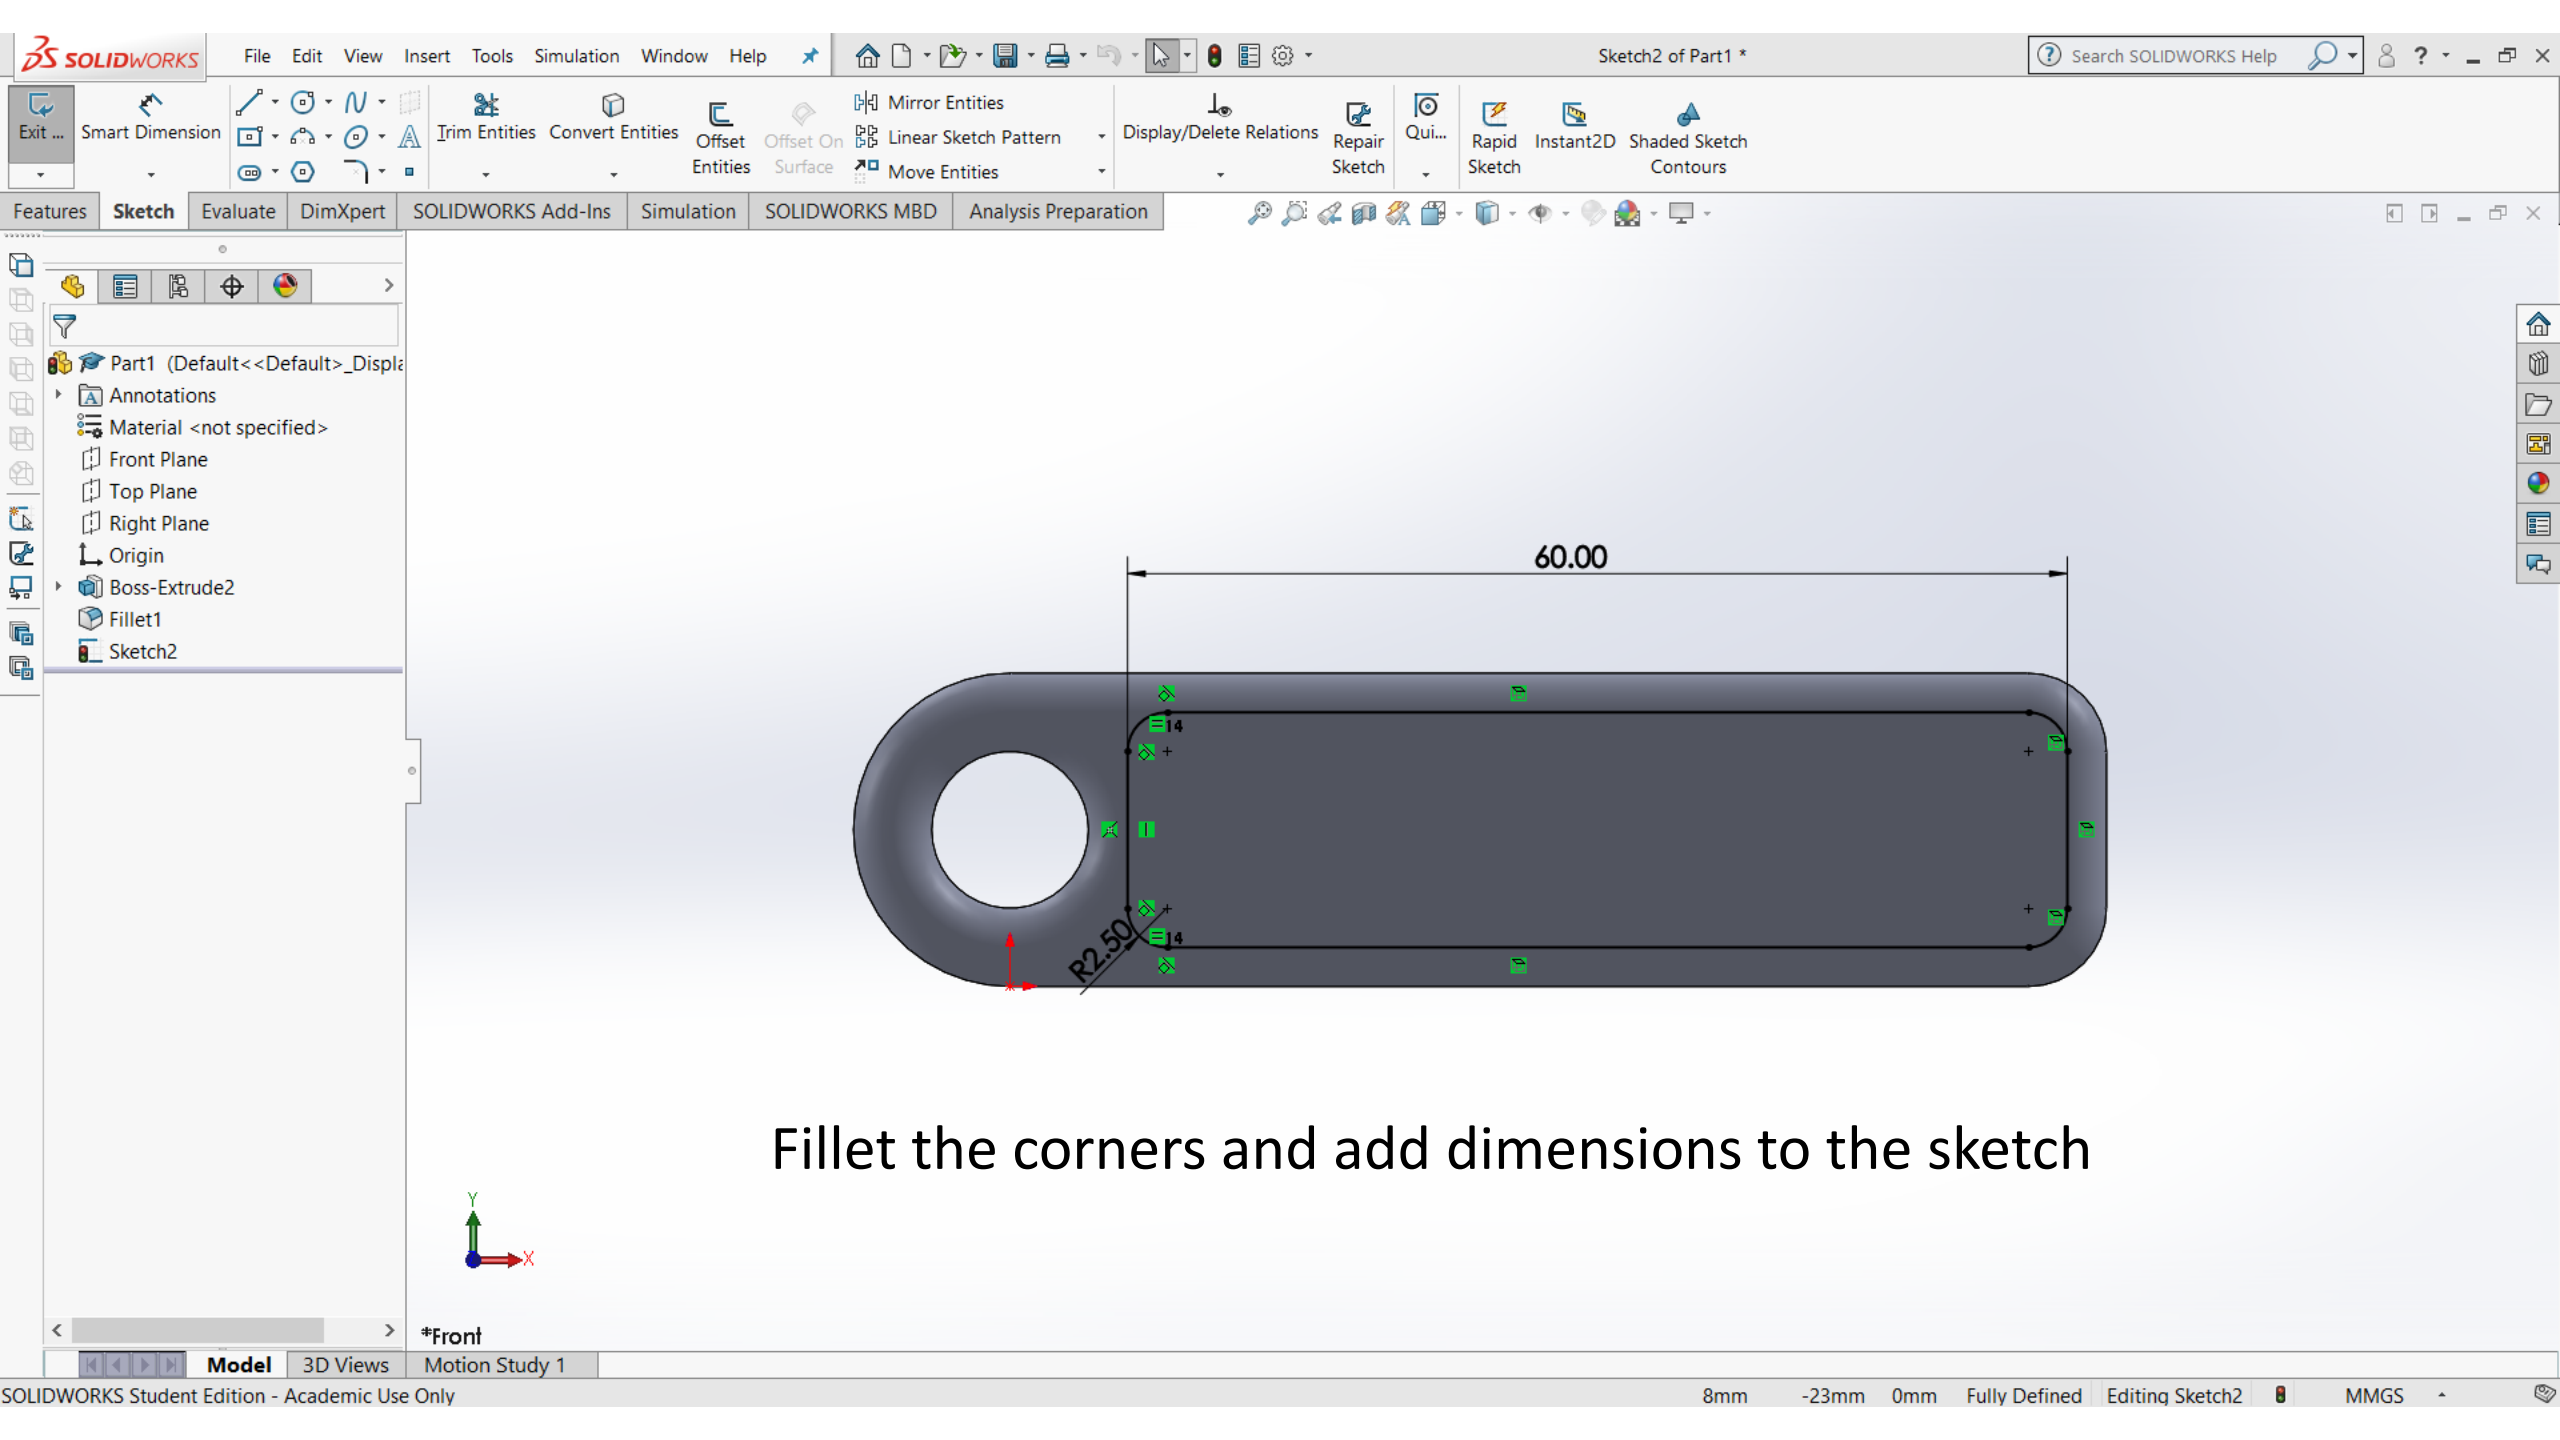 SOLIDWORKS File Edit View Insert Tools Simulation Window Help Sketch2 of Part1 * Search SOLIDWORKS Help ?
Exit ... Smart Dimension Trim Entities Convert Entities Offset Entities Offset On Surface
Mirror Entities
Linear Sketch Pattern
Move Entities
Display/Delete Relations Repair Sketch Qui... Rapid Sketch Instant2D Shaded Sketch Contours
Features Sketch Evaluate DimXpert SOLIDWORKS Add-Ins Simulation SOLIDWORKS MBD Analysis Preparation
Part1 (Default<<Default>_Displa
Annotations
Material <not specified>
Front Plane
Top Plane
Right Plane
Origin
Boss-Extrude2
Fillet1
Sketch2
60.00
14
14
R2.50
Fillet the corners and add dimensions to the sketch
Y
X
*Front
Model 3D Views Motion Study 1
SOLIDWORKS Student Edition - Academic Use Only 8mm -23mm 0mm Fully Defined Editing Sketch2 MMGS